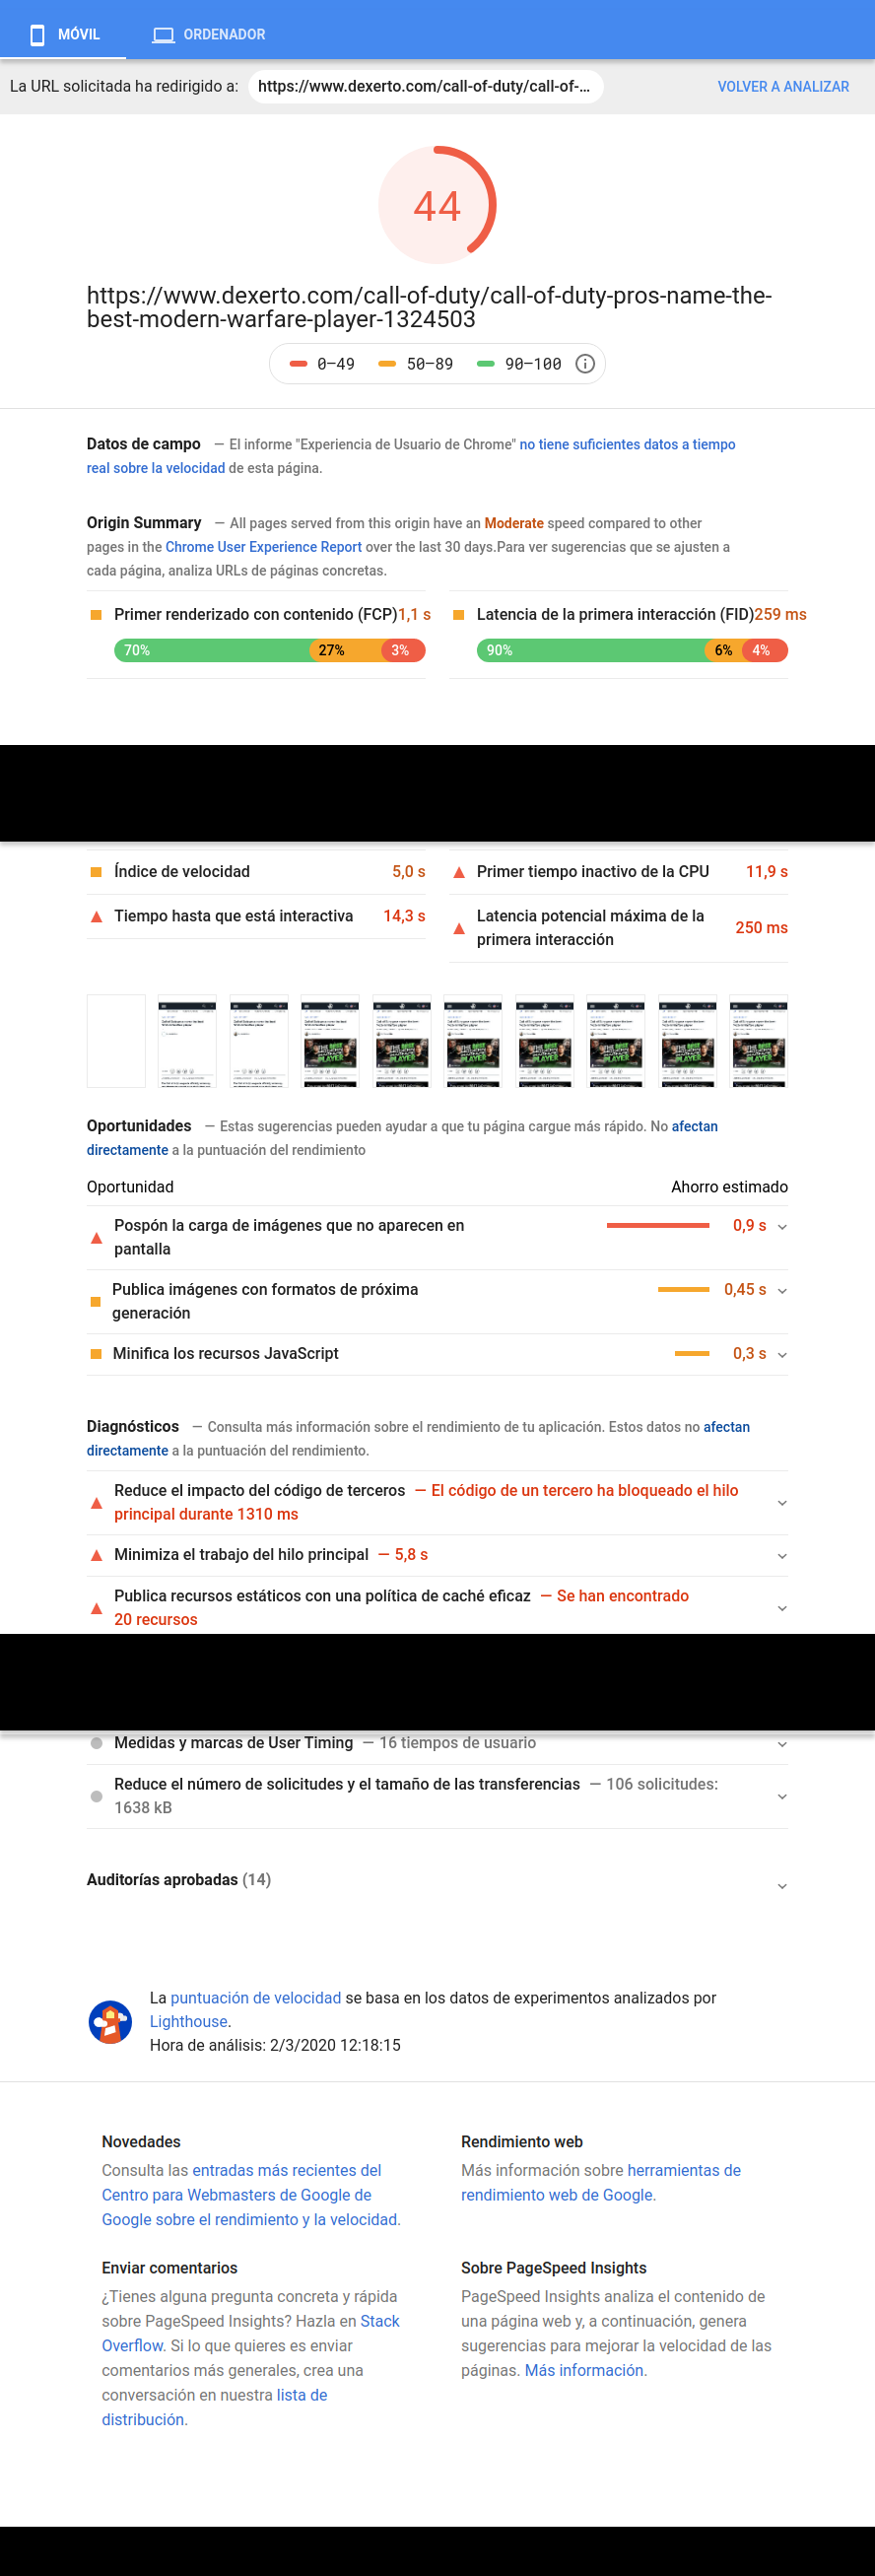 MÓVIL
ORDENADOR
La URL solicitada ha redirigido a:
https://www.dexerto.com/call-of-duty/call-of-...
VOLVER A ANALIZAR
44
https://www.dexerto.com/call-of-duty/call-of-duty-pros-name-the-
best-modern-warfare-player-1324503
0–49
50–89
90–100
Datos de campo — El informe "Experiencia de Usuario de Chrome" no tiene suficientes datos a tiempo
real sobre la velocidad de esta página.
Origin Summary — All pages served from this origin have an Moderate speed compared to other
pages in the Chrome User Experience Report over the last 30 days.Para ver sugerencias que se ajusten a
cada página, analiza URLs de páginas concretas.
Primer renderizado con contenido (FCP)1,1 s
70%
27%
3%
Latencia de la primera interacción (FID)259 ms
90%
6%
4%
Índice de velocidad 5,0 s
Primer tiempo inactivo de la CPU 11,9 s
Tiempo hasta que está interactiva 14,3 s
Latencia potencial máxima de la
primera interacción
250 ms
Oportunidades — Estas sugerencias pueden ayudar a que tu página cargue más rápido. No afectan
directamente a la puntuación del rendimiento
Oportunidad
Ahorro estimado
Pospón la carga de imágenes que no aparecen en
pantalla
0,9 s
Publica imágenes con formatos de próxima
generación
0,45 s
Minifica los recursos JavaScript
0,3 s
Diagnósticos — Consulta más información sobre el rendimiento de tu aplicación. Estos datos no afectan
directamente a la puntuación del rendimiento.
Reduce el impacto del código de terceros — El código de un tercero ha bloqueado el hilo
principal durante 1310 ms
Minimiza el trabajo del hilo principal — 5,8 s
Publica recursos estáticos con una política de caché eficaz — Se han encontrado
20 recursos
Medidas y marcas de User Timing — 16 tiempos de usuario
Reduce el número de solicitudes y el tamaño de las transferencias — 106 solicitudes:
1638 kB
Auditorías aprobadas (14)
La puntuación de velocidad se basa en los datos de experimentos analizados por
Lighthouse.
Hora de análisis: 2/3/2020 12:18:15
Novedades
Consulta las entradas más recientes del
Centro para Webmasters de Google de
Google sobre el rendimiento y la velocidad.
Rendimiento web
Más información sobre herramientas de
rendimiento web de Google.
Enviar comentarios
¿Tienes alguna pregunta concreta y rápida
sobre PageSpeed Insights? Hazla en Stack
Overflow. Si lo que quieres es enviar
comentarios más generales, crea una
conversación en nuestra lista de
distribución.
Sobre PageSpeed Insights
PageSpeed Insights analiza el contenido de
una página web y, a continuación, genera
sugerencias para mejorar la velocidad de las
páginas. Más información.